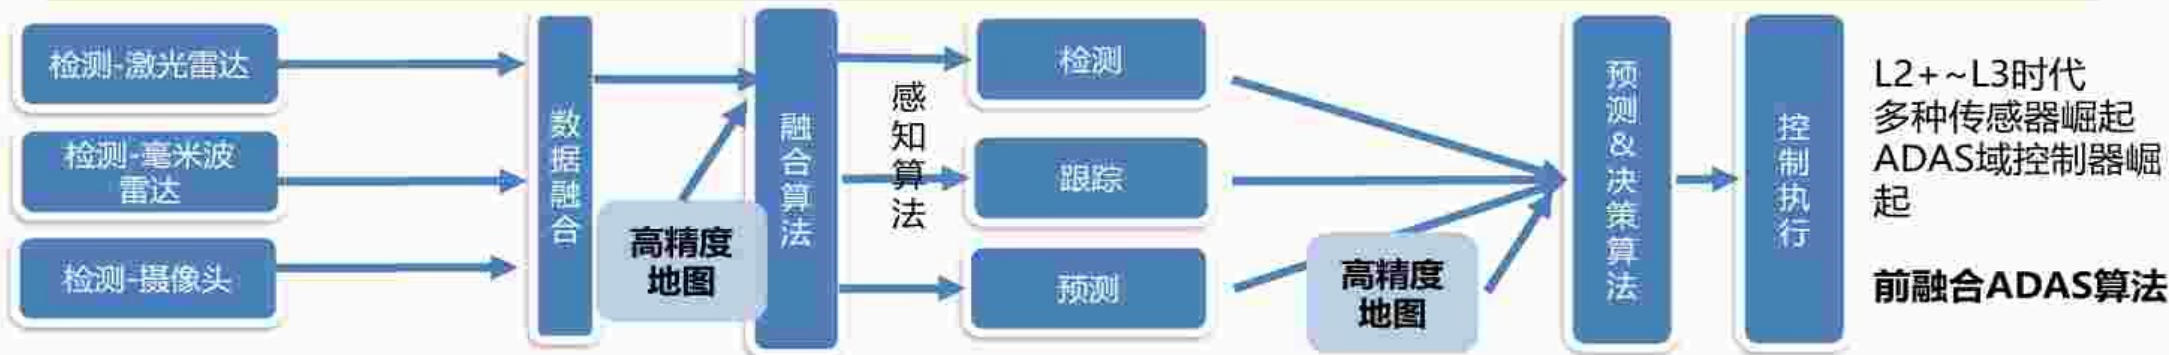 检测-激光雷达
检测-毫米波
雷达
检测-摄像头
数据融合
高精度
地图
融合算法
感知算法
检测
跟踪
预测
高精度
地图
预测&决策算法
控制执行
L2+~L3时代
多种传感器崛起
ADAS域控制器崛
起
前融合ADAS算法